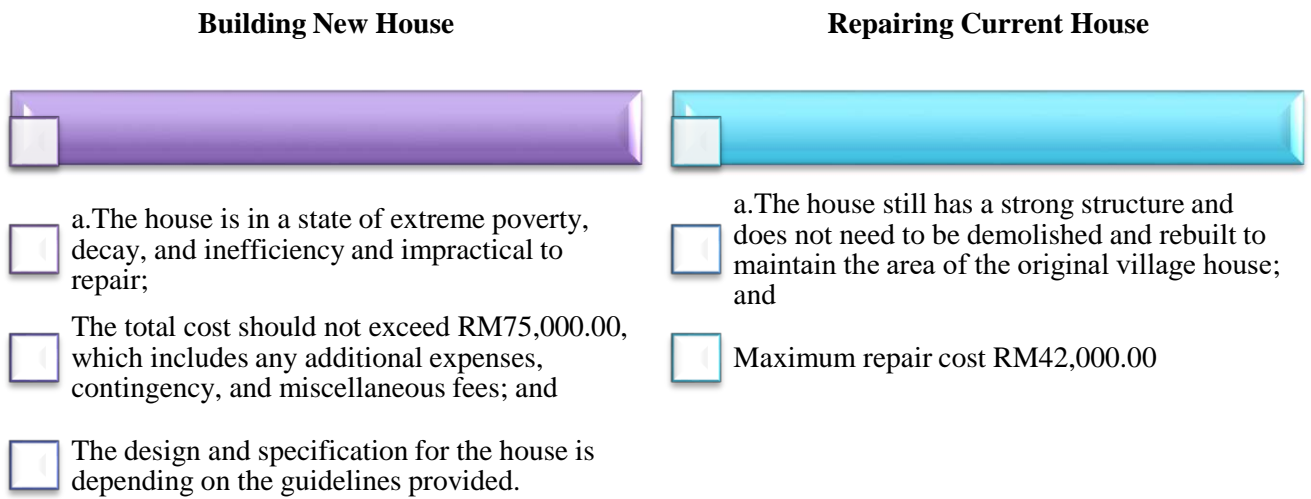 Building New House
a.The house is in a state of extreme poverty,
decay, and inefficiency and impractical to
repair;
The total cost should not exceed RM75,000.00,
which includes any additional expenses,
contingency, and miscellaneous fees; and
The design and specification for the house is
depending on the guidelines provided.
Repairing Current House
a.The house still has a strong structure and
does not need to be demolished and rebuilt to
maintain the area of the original village house;
and
Maximum repair cost RM42,000.00